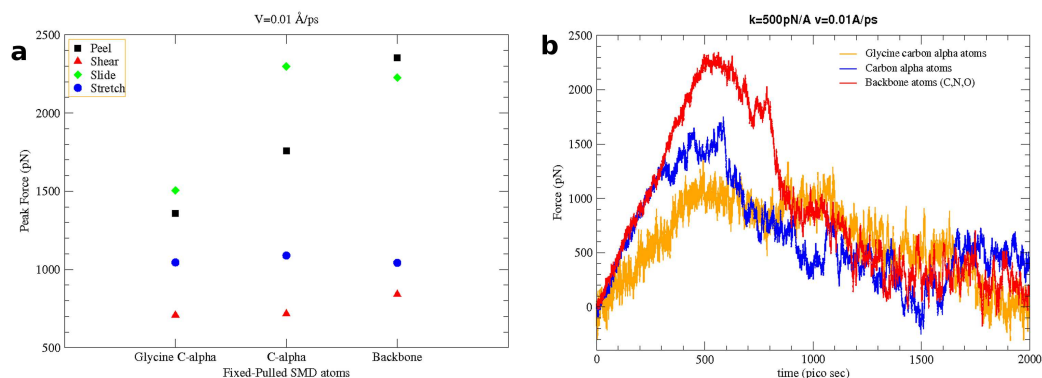 a
V=0.01 Å/ps
Peel
Shear
Slide
Stretch
2500
2000
1500
1000
500
Peak Force (pN)
Glycine C-alpha
C-alpha
Backbone
Fixed-Pulled SMD atoms
b
k=500pN/A v=0.01A/ps
Glycine carbon alpha atoms
Carbon alpha atoms
Backbone atoms (C,N,O)
2500
2000
1500
1000
500
0
Force (pN)
0
500
1000
1500
2000
time (pico sec)